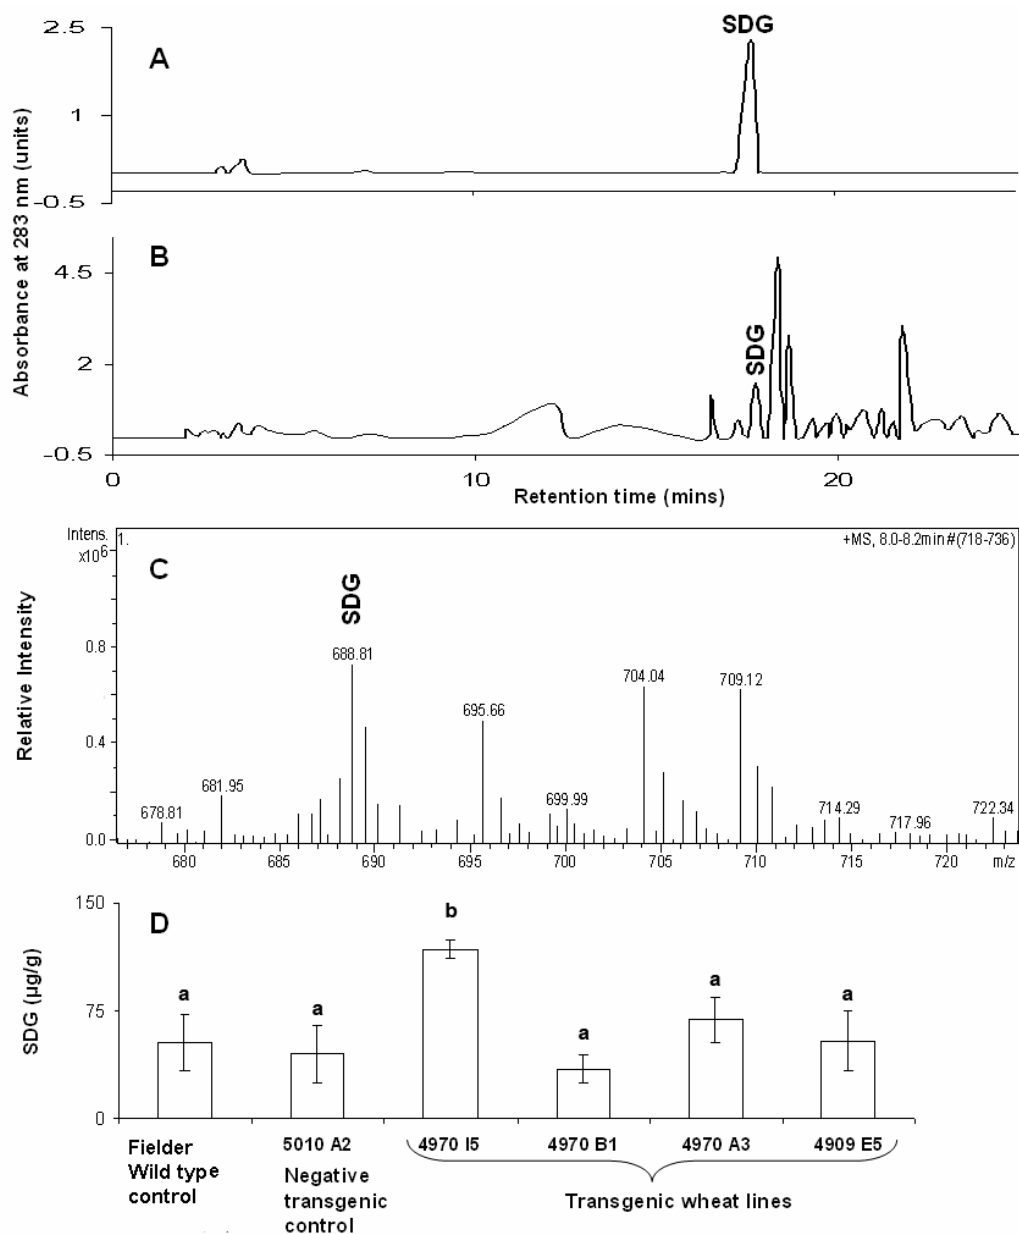 SDG
2.5
A
1
-0.5
Absorbance at 283 nm (units)
B
4.5
SDG
2
-0.5
0 10 20
Retention time (mins)
Intens. 1.
x10^6
+MS, 8.0-8.2min #(718-736)
C
SDG
Relative Intensity
0.8
0.4
0.0
678.81
681.95
688.81
695.66
699.99
704.04
709.12
714.29
717.96
722.34
680 685 690 695 700 705 710 715 720 m/z
150
D
75
0
SDG (µg/g)
a a b a a a
Fielder
Wild type
control
5010 A2
Negative
transgenic
control
4970 I5 4970 B1 4970 A3 4909 E5
Transgenic wheat lines